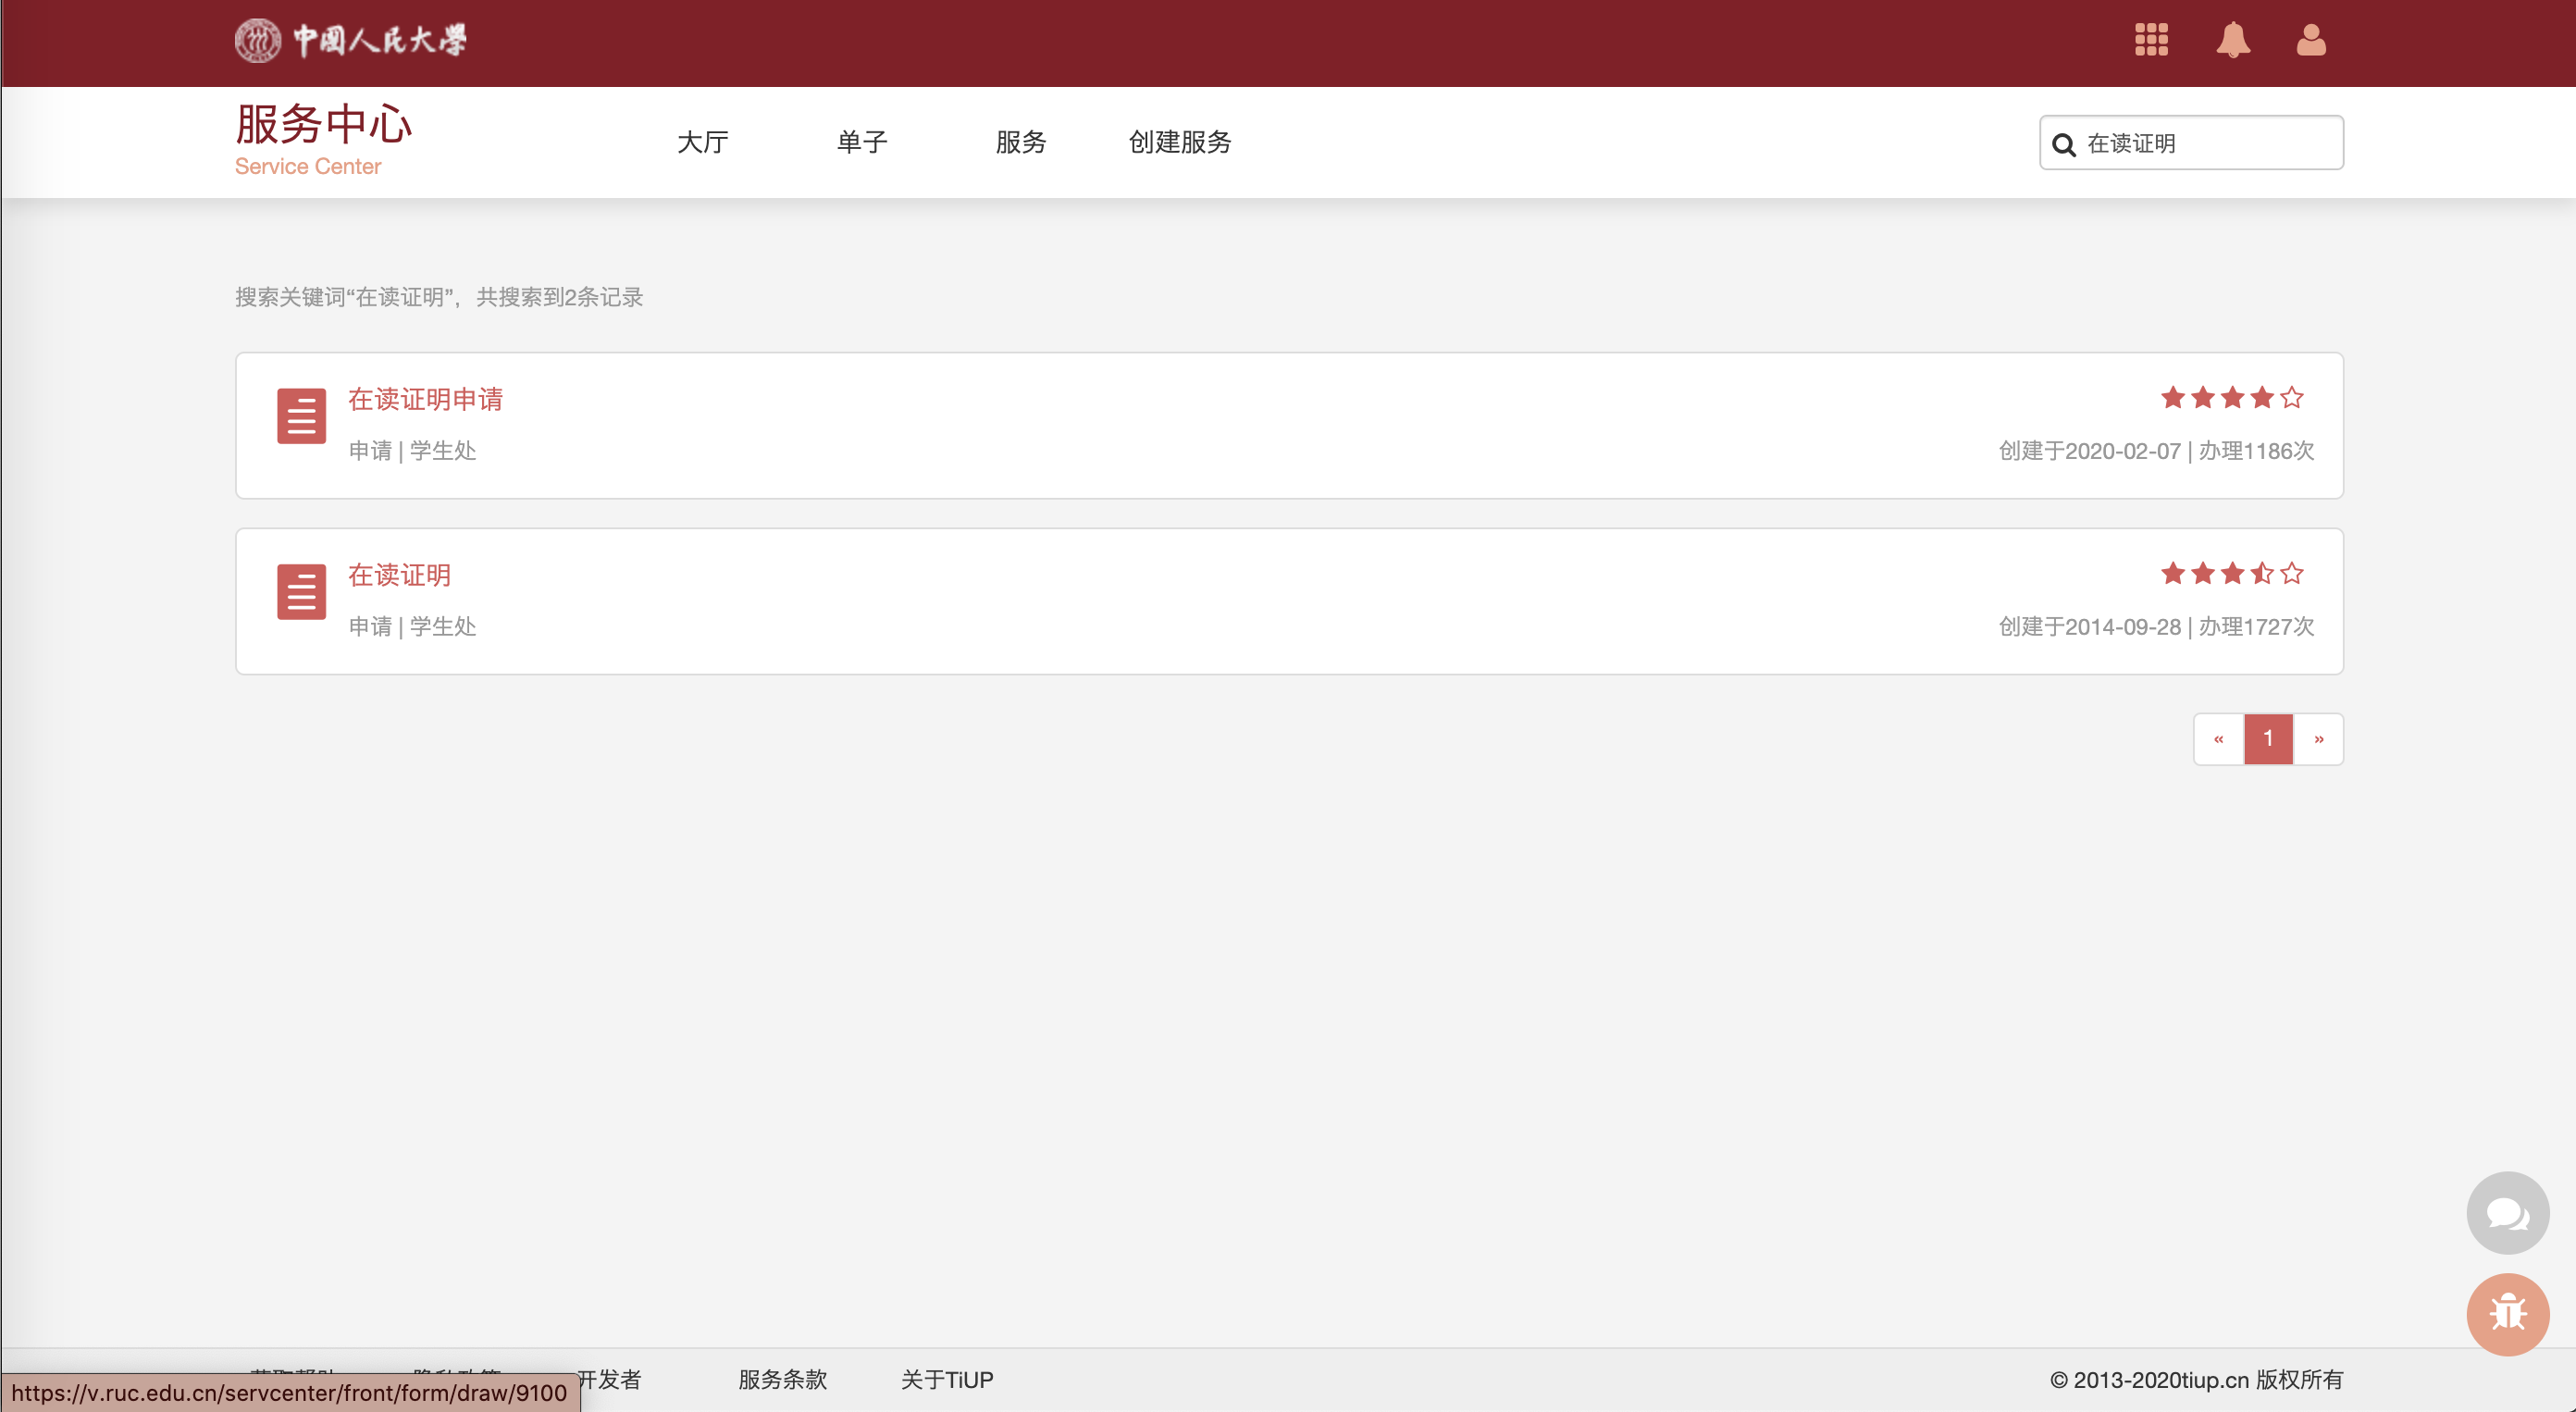 中國人民大學
服务中心
Service Center
大厅 单子 服务 创建服务
在读证明
搜索关键词“在读证明”，共搜索到2条记录
在读证明申请
申请 | 学生处
创建于2020-02-07 | 办理1186次
在读证明
申请 | 学生处
创建于2014-09-28 | 办理1727次
« 1 »
开发者 服务条款 关于TiUP
© 2013-2020tiup.cn 版权所有
https://v.ruc.edu.cn/servcenter/front/form/draw/9100